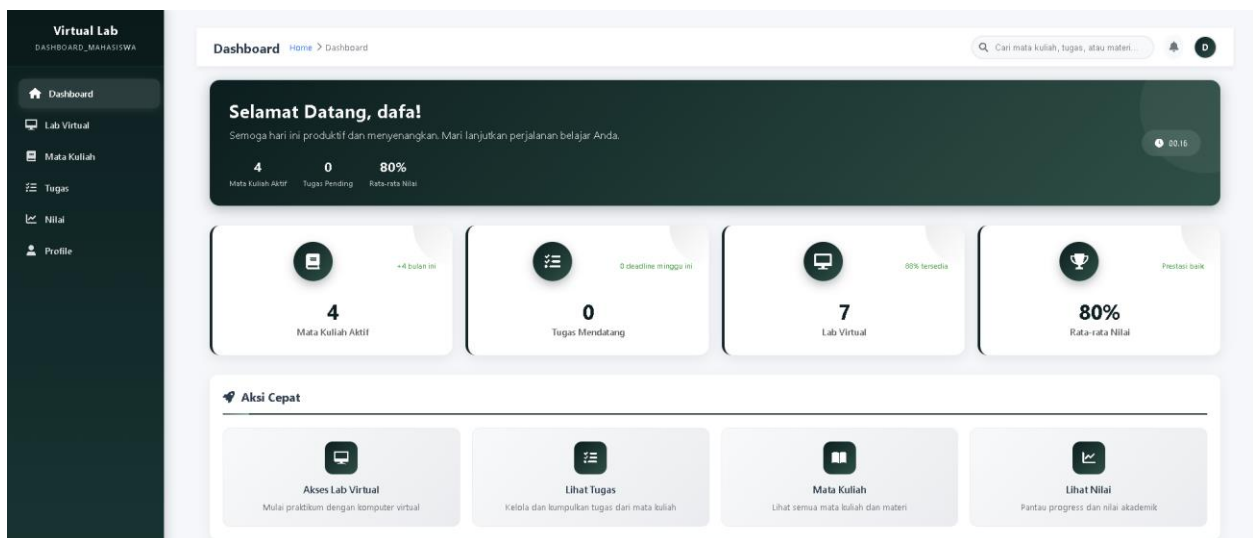 Virtual Lab
DASHBOARD_MAHASISWA
Dashboard
Lab Virtual
Mata Kuliah
Tugas
Nilai
Profile
Dashboard Home > Dashboard
Cari mata kuliah, tugas, atau materi...
D
Selamat Datang, dafa!
Semoga hari ini produktif dan menyenangkan. Mari lanjutkan perjalanan belajar Anda.
4 0 80%
Mata Kuliah Aktif Tugas Pending Rata-rata Nilai
00.16
+4 bulan ini
4
Mata Kuliah Aktif
0 deadline minggu ini
0
Tugas Mendatang
88% tersedia
7
Lab Virtual
Prestasi baik
80%
Rata-rata Nilai
Aksi Cepat
Akses Lab Virtual
Mulai praktikum dengan komputer virtual
Lihat Tugas
Kelola dan kumpulkan tugas dari mata kuliah
Mata Kuliah
Lihat semua mata kuliah dan materi
Lihat Nilai
Pantau progress dan nilai akademik